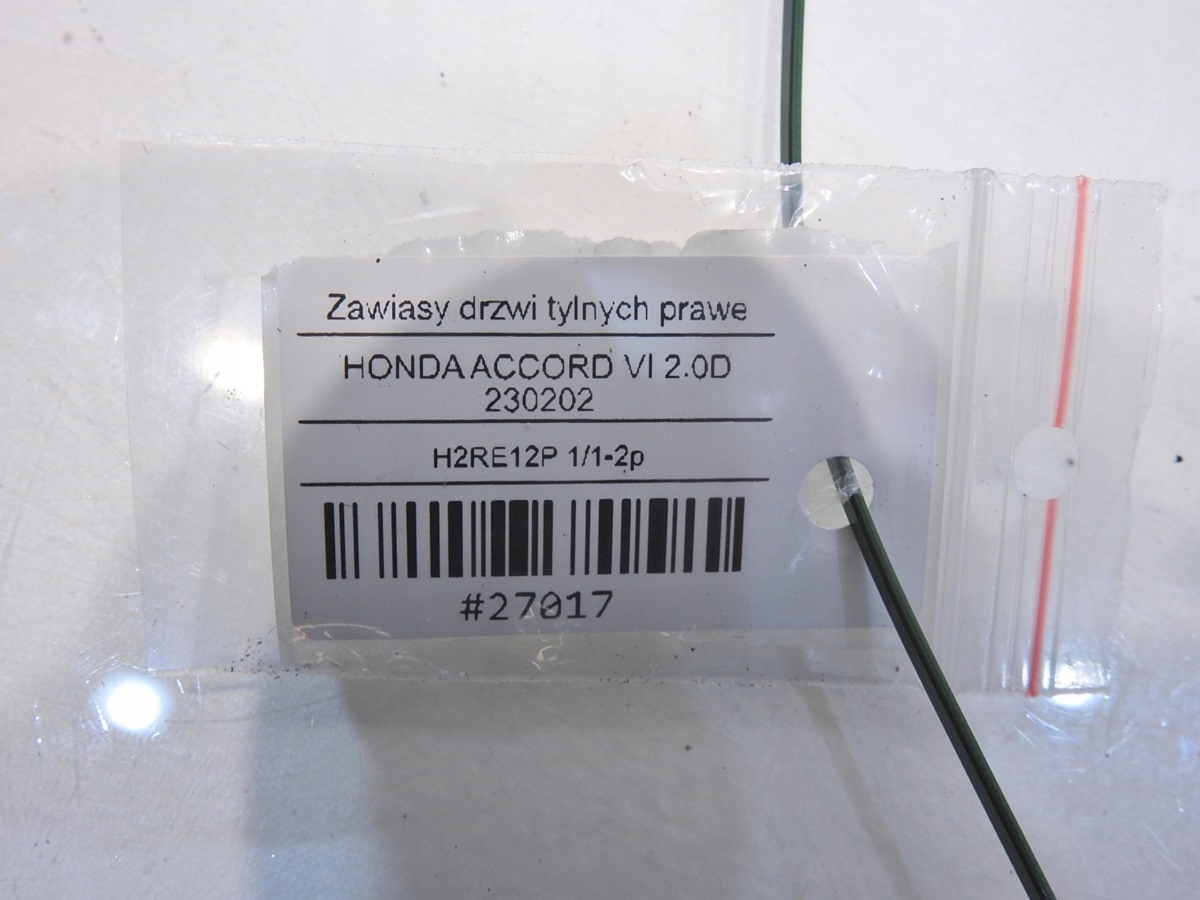 Zawiasy drzwi tylnych prawe
HONDA ACCORD VI 2.0D
230202
H2RE12P 1/1-2p
#27017